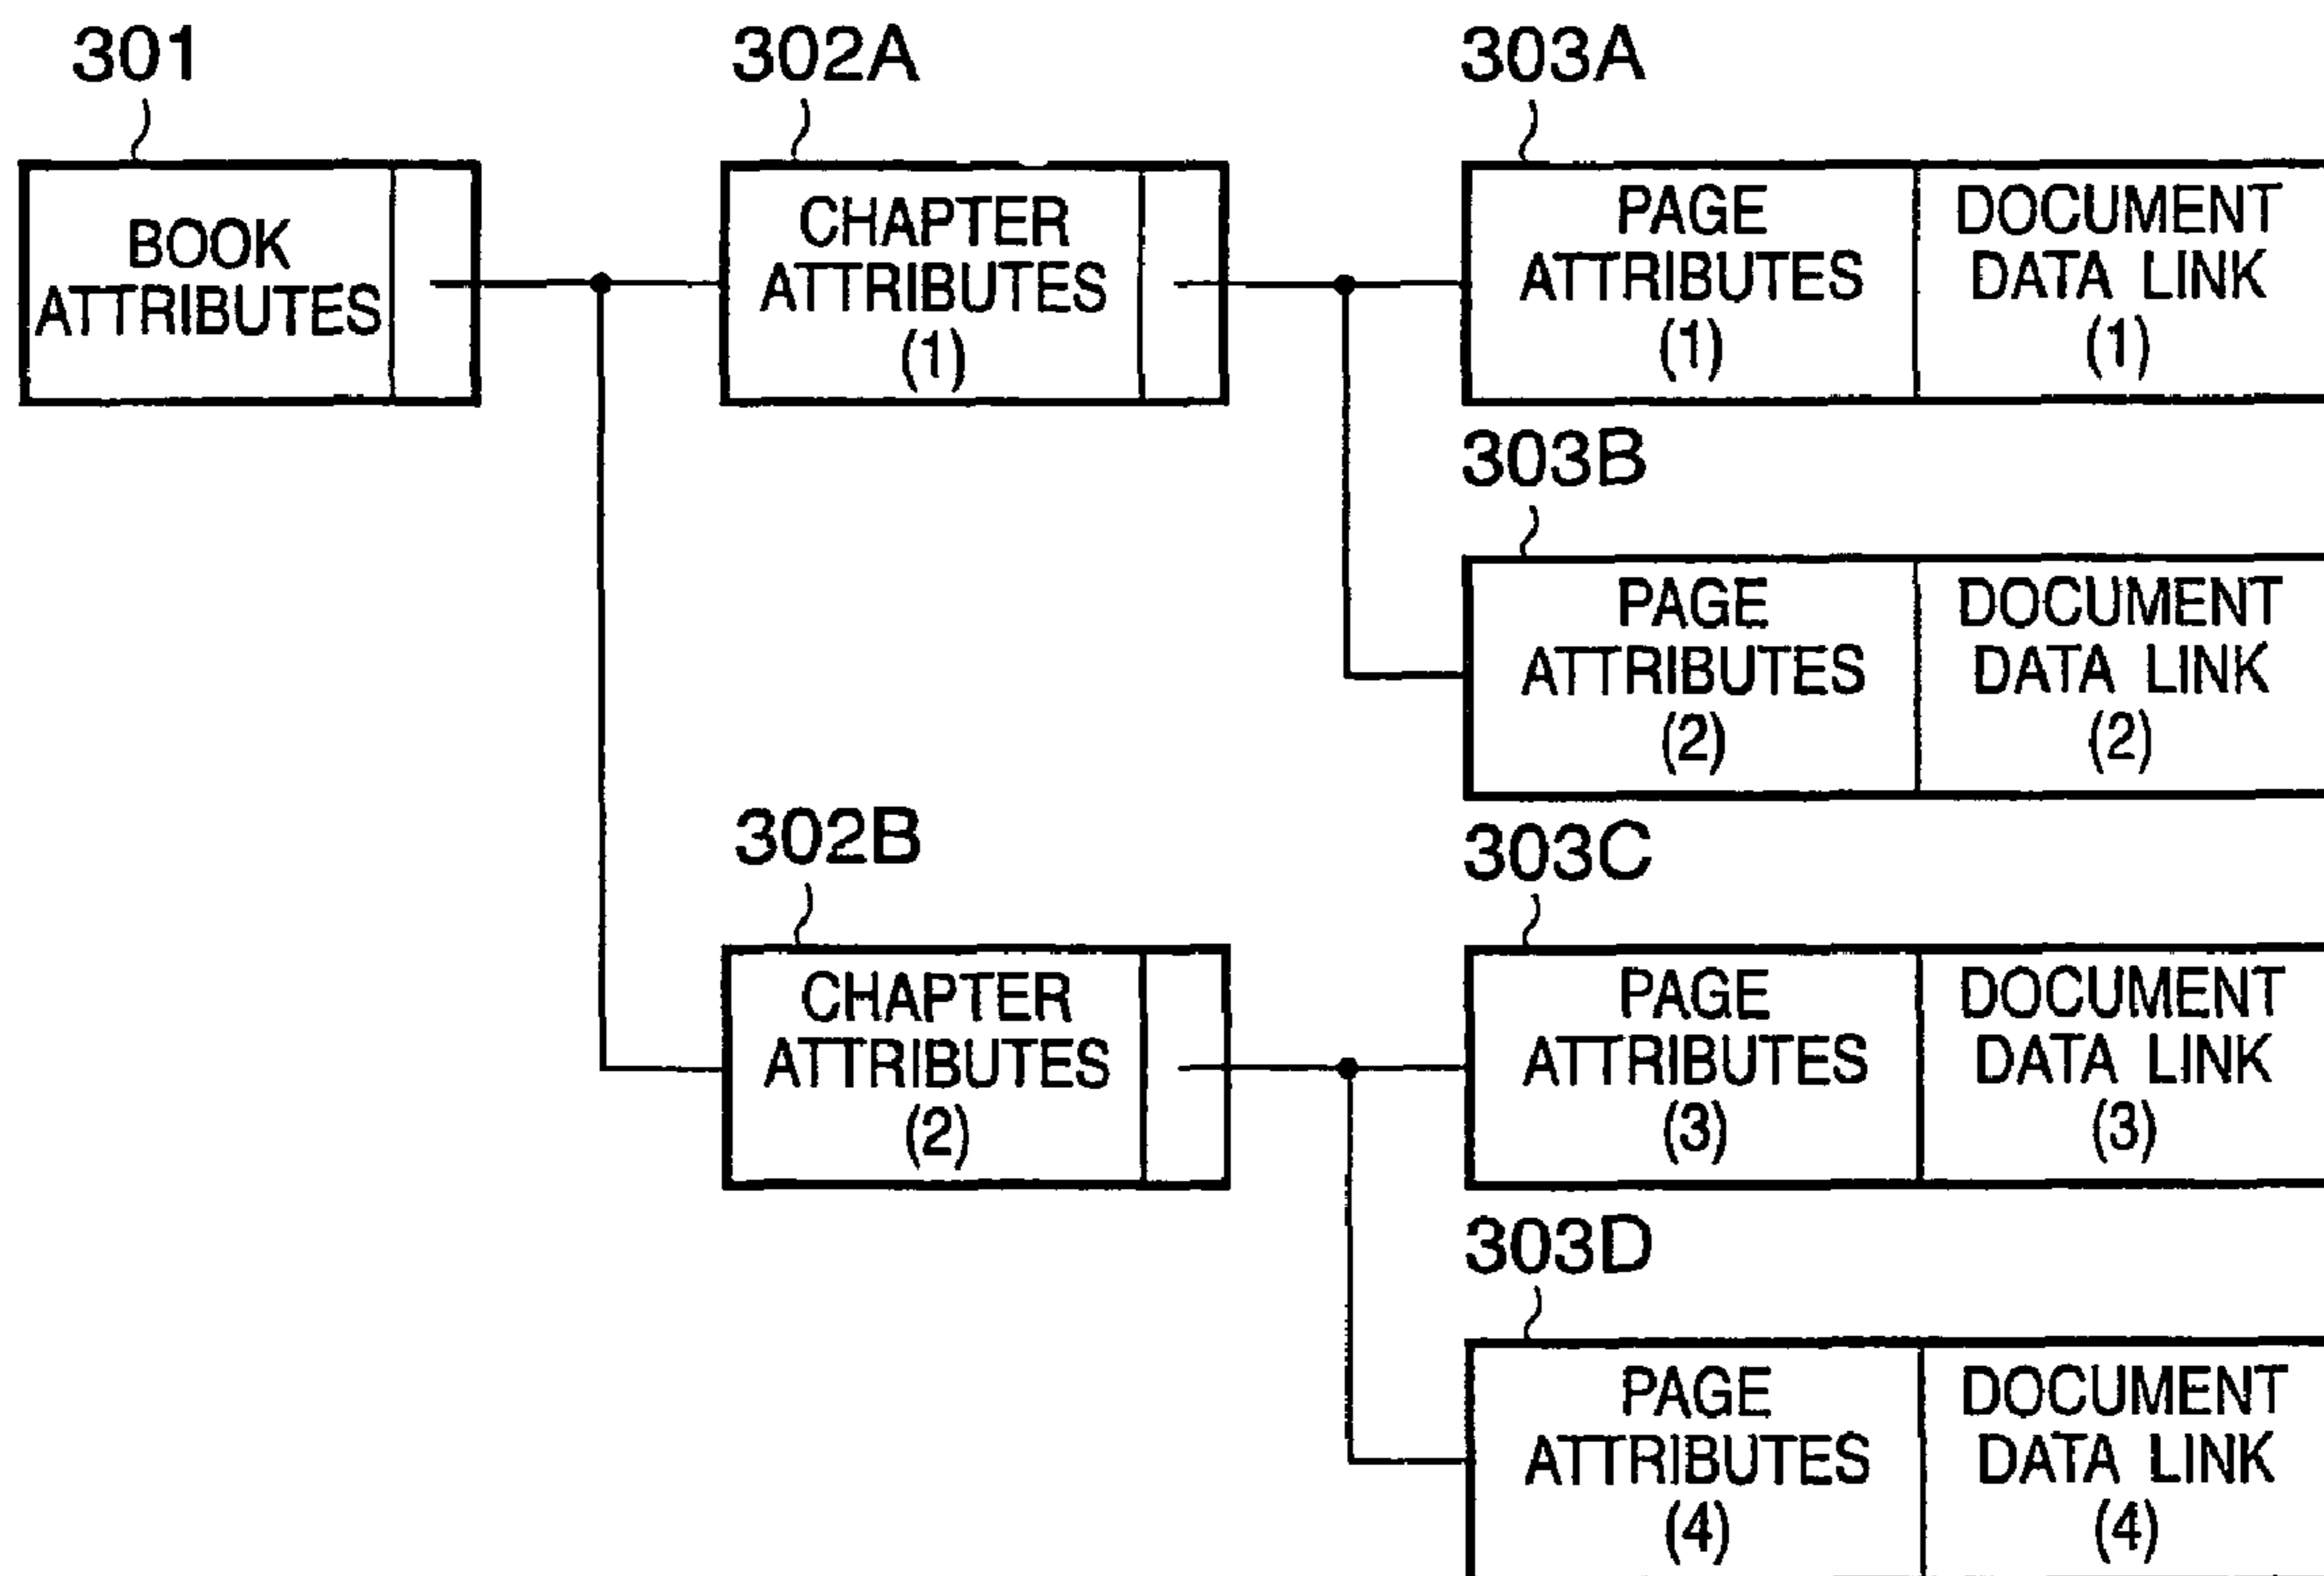 301
BOOK
ATTRIBUTES
302A
CHAPTER
ATTRIBUTES
(1)
303A
PAGE
ATTRIBUTES
(1)
DOCUMENT
DATA LINK
(1)
303B
PAGE
ATTRIBUTES
(2)
DOCUMENT
DATA LINK
(2)
302B
CHAPTER
ATTRIBUTES
(2)
303C
PAGE
ATTRIBUTES
(3)
DOCUMENT
DATA LINK
(3)
303D
PAGE
ATTRIBUTES
(4)
DOCUMENT
DATA LINK
(4)